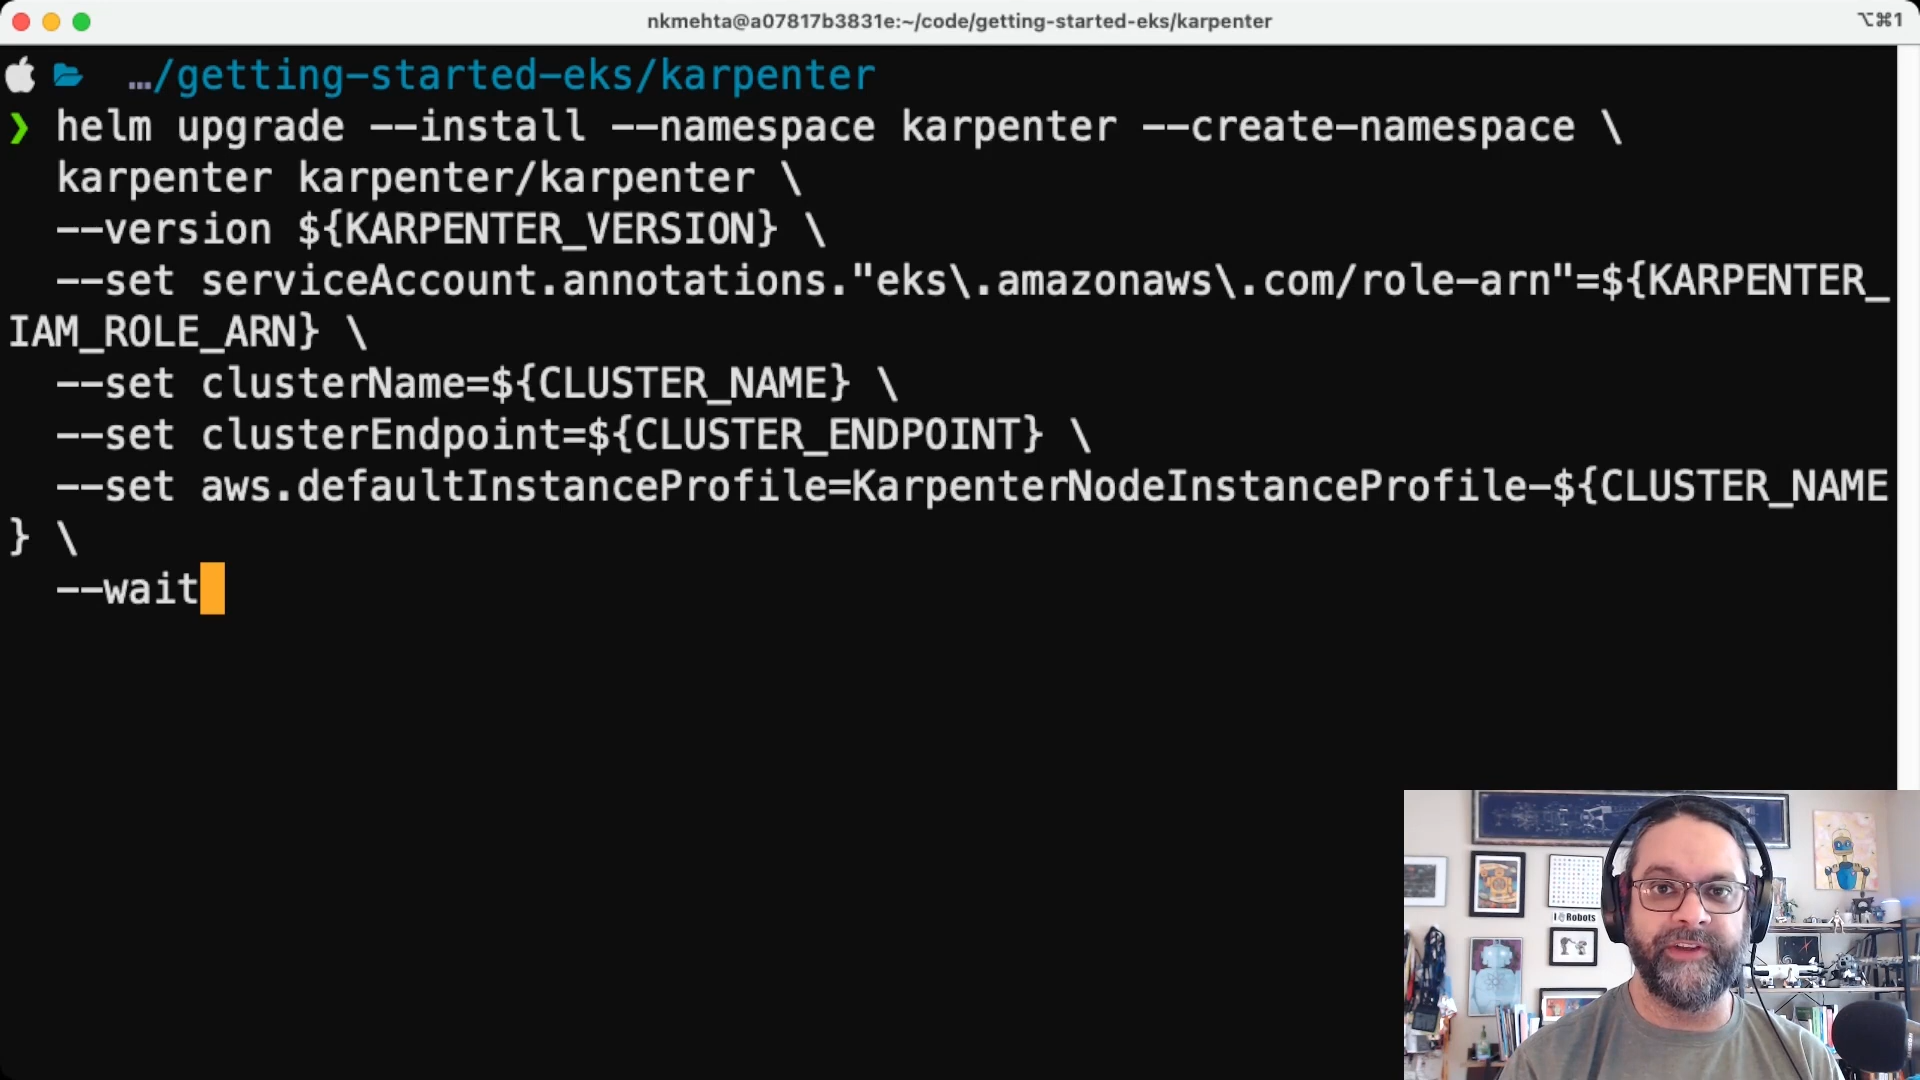 nkmehta@a07817b3831e:~/code/getting-started-eks/karpenter
⌥⌘1
…/getting-started-eks/karpenter
❯ helm upgrade --install --namespace karpenter --create-namespace \
karpenter karpenter/karpenter \
--version ${KARPENTER_VERSION} \
--set serviceAccount.annotations."eks\.amazonaws\.com/role-arn"=${KARPENTER_
IAM_ROLE_ARN} \
--set clusterName=${CLUSTER_NAME} \
--set clusterEndpoint=${CLUSTER_ENDPOINT} \
--set aws.defaultInstanceProfile=KarpenterNodeInstanceProfile-${CLUSTER_NAME
} \
--wait
I Robots